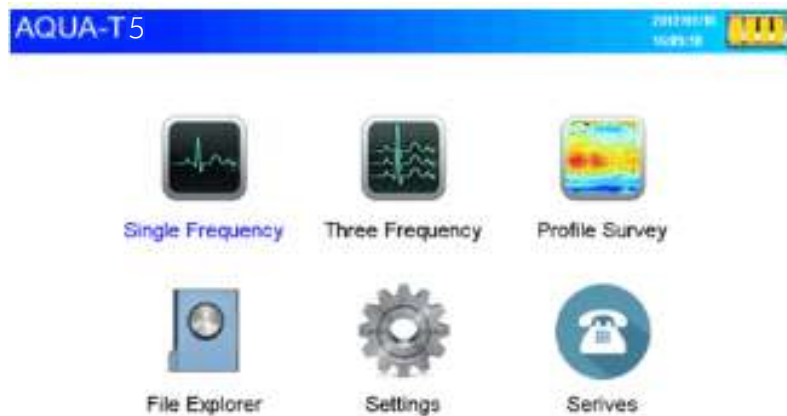 AQUA-T5
Single Frequency
Three Frequency
Profile Survey
File Explorer
Settings
Serives